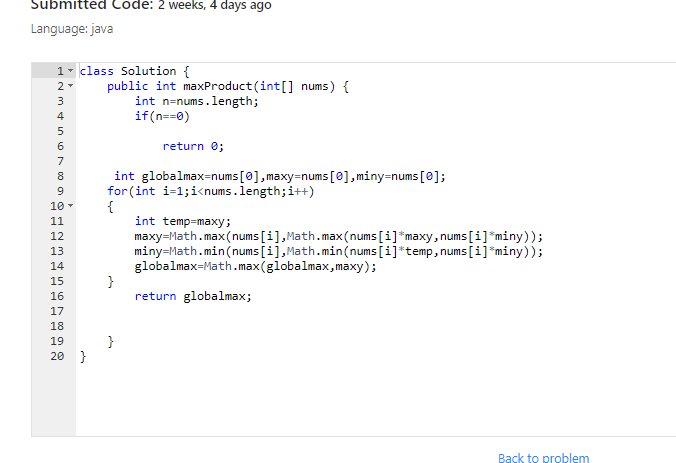 Submitted Code: 2 weeks, 4 days ago
Language: java
1 class Solution {
2     public int maxProduct(int[] nums) {
3         int n=nums.length;
4         if(n==0)
5
6             return 0;
7
8      int globalmax=nums[0],maxy=nums[0],miny=nums[0];
9     for(int i=1;i<nums.length;i++)
10     {
11         int temp=maxy;
12         maxy=Math.max(nums[i],Math.max(nums[i]*maxy,nums[i]*miny));
13         miny=Math.min(nums[i],Math.min(nums[i]*temp,nums[i]*miny));
14         globalmax=Math.max(globalmax,maxy);
15     }
16         return globalmax;
17
18
19     }
20 }
Back to problem